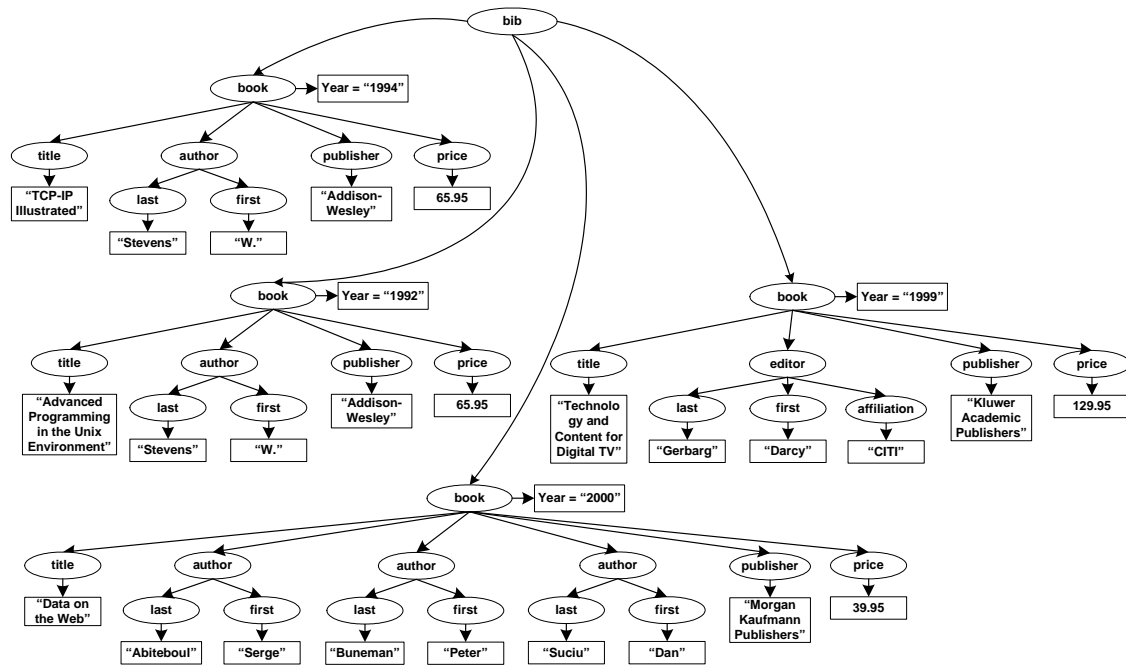 bib
book
Year = “1994”
title
author
publisher
price
“TCP-IP
Illustrated”
last
first
“Addison-
Wesley”
65.95
“Stevens”
“W.”
book
Year = “1992”
title
author
publisher
price
“Advanced
Programming
in the Unix
Environment”
last
first
“Addison-
Wesley”
65.95
“Stevens”
“W.”
book
Year = “1999”
title
editor
publisher
price
“Technolo
gy and
Content for
Digital TV”
last
first
affiliation
“Kluwer
Academic
Publishers”
129.95
“Gerbarg”
“Darcy”
“CITI”
book
Year = “2000”
title
author
author
author
publisher
price
“Data on
the Web”
last
first
last
first
last
first
“Morgan
Kaufmann
Publishers”
39.95
“Abiteboul”
“Serge”
“Buneman”
“Peter”
“Suciu”
“Dan”